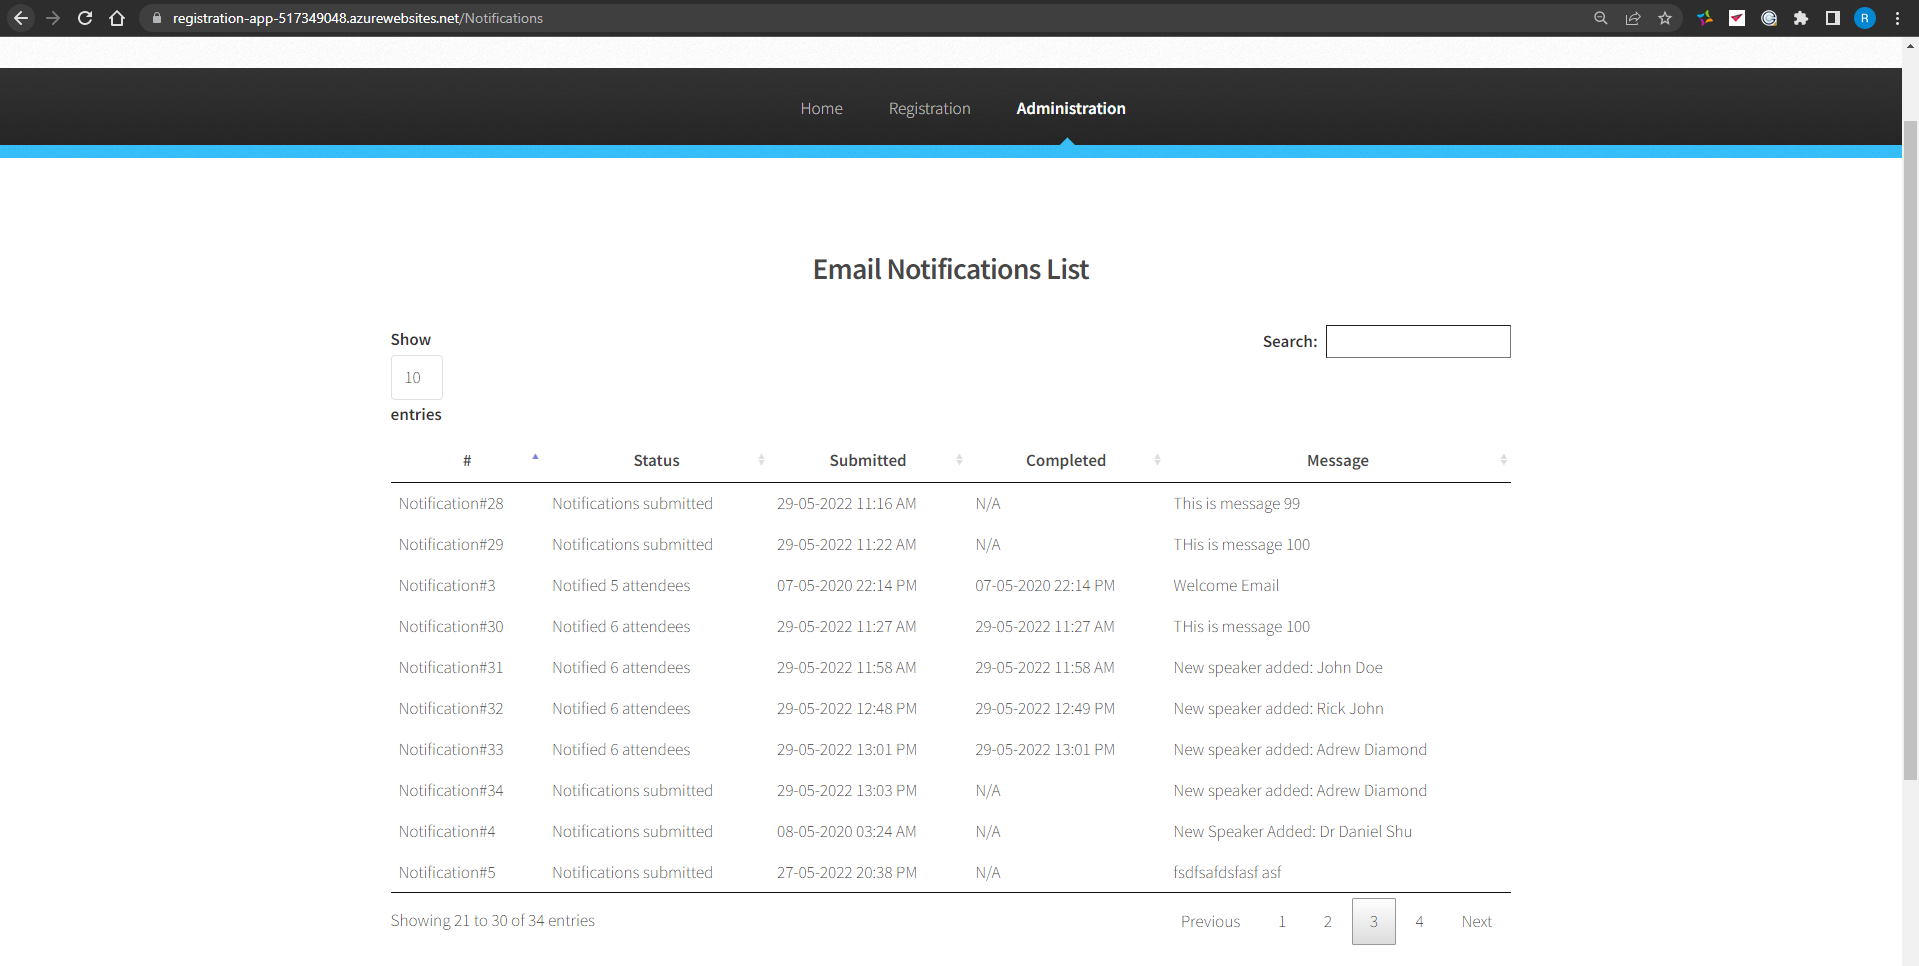 registration-app-517349048.azurewebsites.net/Notifications
R
Home Registration Administration
Email Notifications List
Show
10
entries
Search:
# Status Submitted Completed Message
Notification#28 Notifications submitted 29-05-2022 11:16 AM N/A This is message 99
Notification#29 Notifications submitted 29-05-2022 11:22 AM N/A THis is message 100
Notification#3 Notified 5 attendees 07-05-2020 22:14 PM 07-05-2020 22:14 PM Welcome Email
Notification#30 Notified 6 attendees 29-05-2022 11:27 AM 29-05-2022 11:27 AM THis is message 100
Notification#31 Notified 6 attendees 29-05-2022 11:58 AM 29-05-2022 11:58 AM New speaker added: John Doe
Notification#32 Notified 6 attendees 29-05-2022 12:48 PM 29-05-2022 12:49 PM New speaker added: Rick John
Notification#33 Notified 6 attendees 29-05-2022 13:01 PM 29-05-2022 13:01 PM New speaker added: Adrew Diamond
Notification#34 Notifications submitted 29-05-2022 13:03 PM N/A New speaker added: Adrew Diamond
Notification#4 Notifications submitted 08-05-2020 03:24 AM N/A New Speaker Added: Dr Daniel Shu
Notification#5 Notifications submitted 27-05-2022 20:38 PM N/A fsdfsafdsfasf asf
Showing 21 to 30 of 34 entries
Previous 1 2 3 4 Next